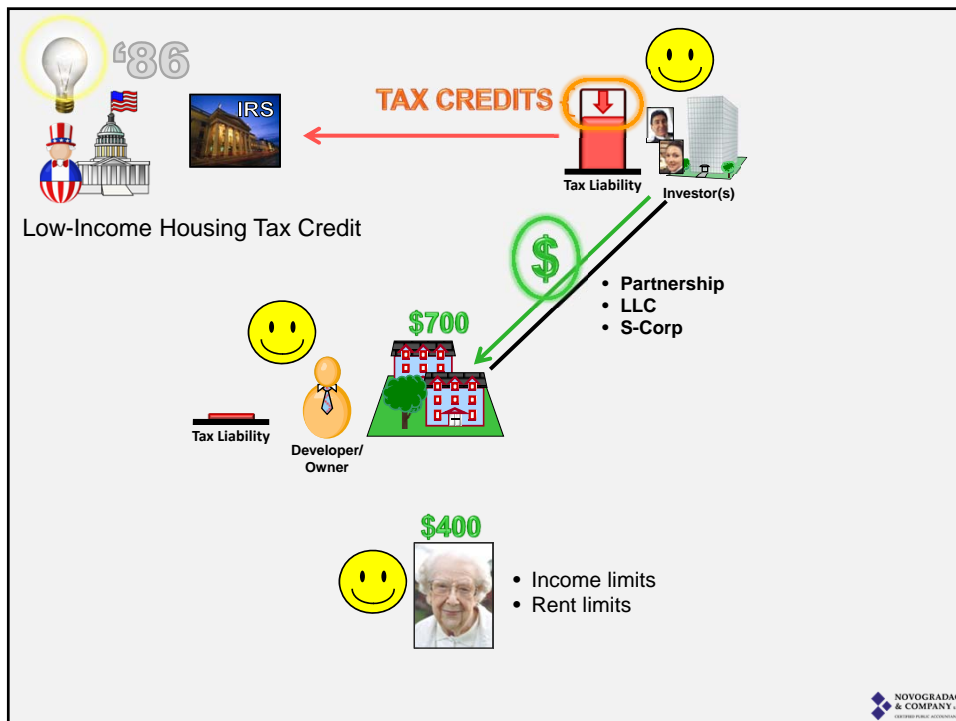 ‘86
IRS
TAX CREDITS
Tax Liability
Investor(s)
Low-Income Housing Tax Credit
$
• Partnership
• LLC
• S-Corp
$700
Tax Liability
Developer/
Owner
$400
• Income limits
• Rent limits
NOVOGRADAC
& COMPANY